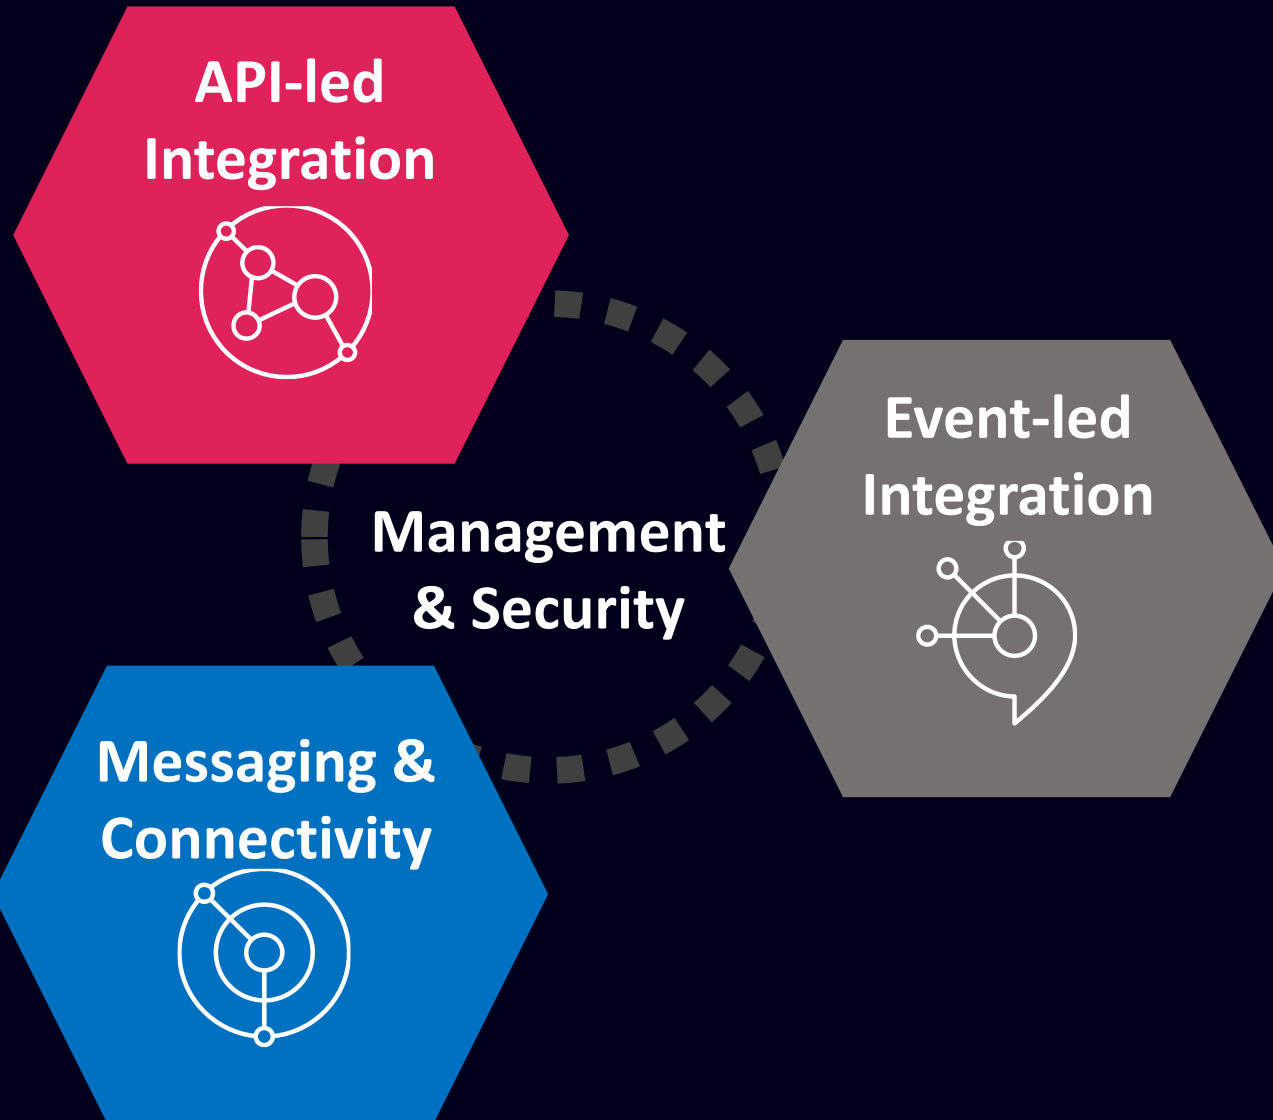 API-led
Integration
Event-led
Integration
Management
& Security
Messaging &
Connectivity